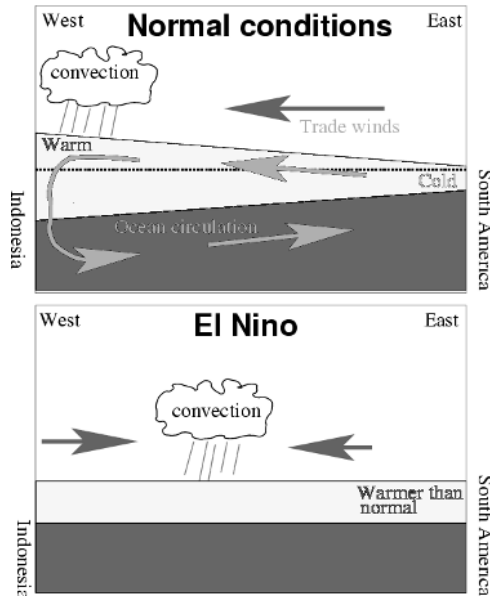 Normal conditions
West
East
convection
Trade winds
Warm
Cold
Ocean circulation
Indonesia
South America
El Nino
West
East
convection
Warmer than
normal
Indonesia
South America